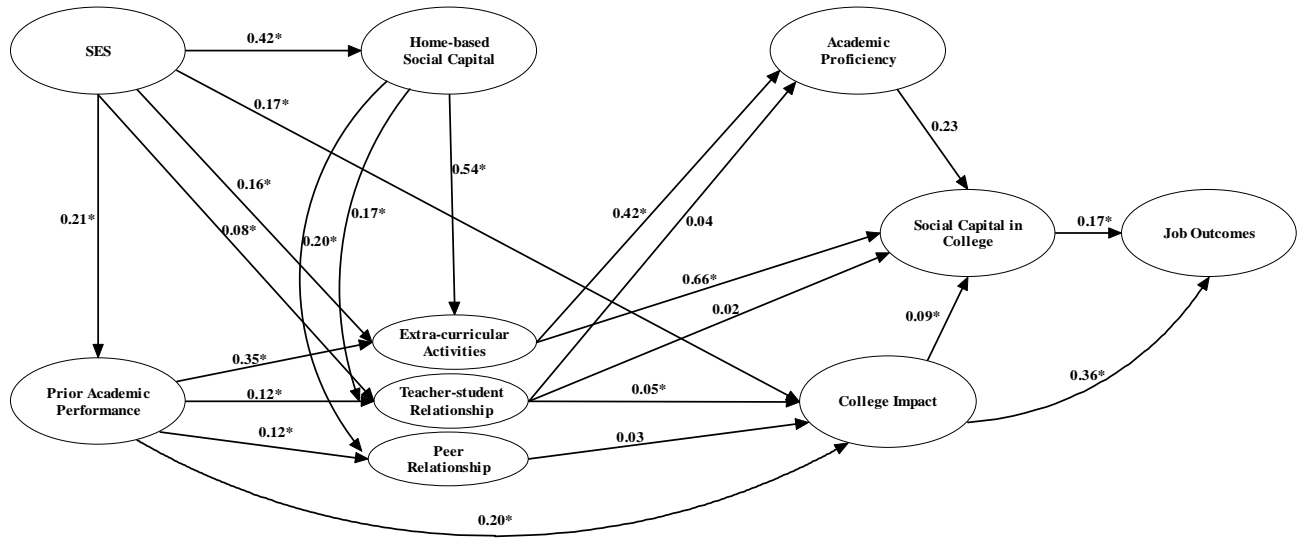 SES
0.42*
Home-based
Social Capital
Academic
Proficiency
0.17*
0.23
0.54*
0.16*
0.17*
0.42*
0.04
0.21*
0.08*
0.20*
Social Capital in
College
0.17*
Job Outcomes
0.66*
0.02
0.09*
Extra-curricular
Activities
0.35*
Prior Academic
Performance
0.12*
Teacher-student
Relationship
0.05*
College Impact
0.36*
0.12*
Peer
Relationship
0.03
0.20*